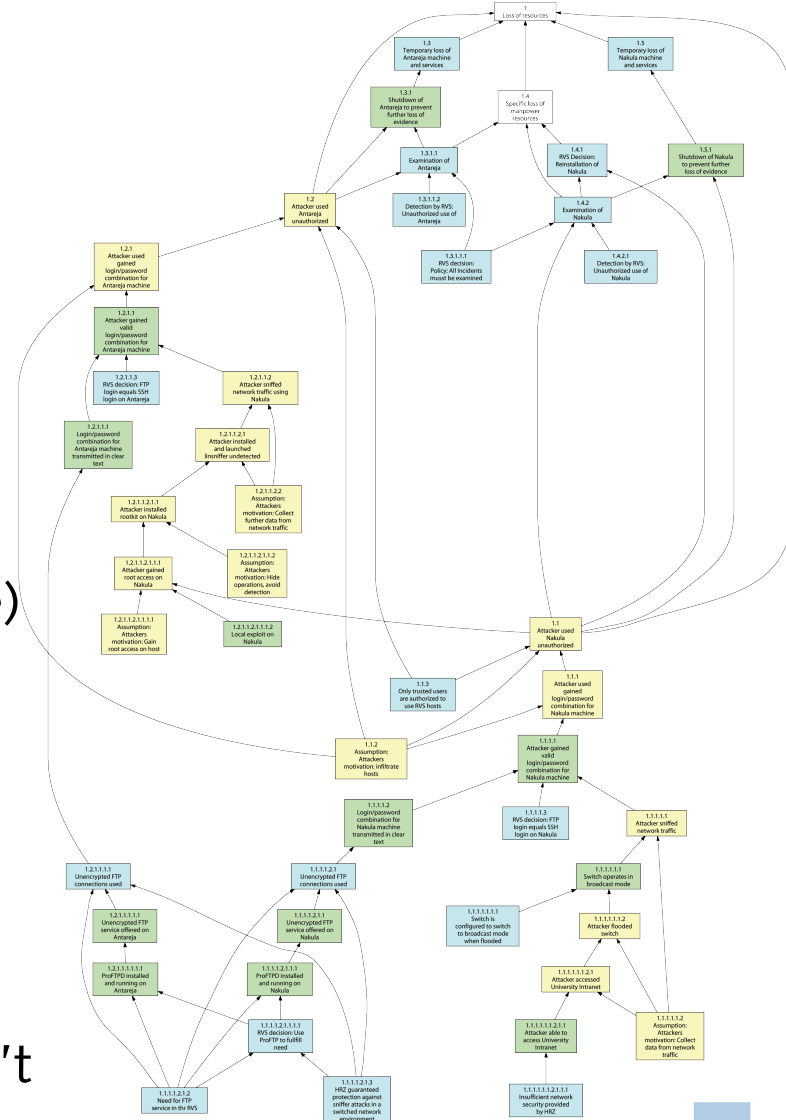 1
Loss of resources
1.3
Temporary loss of
Antareja machine
and services
1.5
Temporary loss of
Nakula machine
and services
1.3.1
Shutdown of
Antareja to prevent
further loss of
evidence
1.4
Specific loss of
manpower
resources
1.3.1.1
Examination of
Antareja
1.4.1
RVS Decision:
Reinstallation of
Nakula
1.5.1
Shutdown of Nakula
to prevent further
loss of evidence
1.2
Attacker used
Antareja
unauthorized
1.3.1.1.2
Detection by RVS:
Unauthorized use of
Antareja
1.4.2
Examination of
Nakula
1.2.1
Attacker used
gained
login/password
combination for
Antareja machine
1.3.1.1.1
RVS decision:
Policy: All Incidents
musst be examined
1.4.2.1
Detection by RVS:
Unauthorized use of
Nakula
1.2.1.1
Attacker gained
valid
login/password
combination for
Antareja machine
1.2.1.1.3
RVS decision: FTP
login equals SSH
login on Antareja
1.2.1.1.2
Attacker sniffed
network traffic using
Nakula
1.2.1.1.1
Login/password
combination for
Antareja machine
transmitted in clear
text
1.2.1.1.2.1
Attacker installed
and launched
linsniffer undetected
1.2.1.1.2.2
Assumption:
Attackers
motivation: Collect
further data from
network traffic
1.2.1.1.2.1.1
Attacker installed
rootkit on Nakula
1.2.1.1.2.1.1.1
Attacker gained
root access on
Nakula
1.2.1.1.2.1.1.2
Assumption:
Attackers
motivation: Hide
operations, avoid
detection
)
1.2.1.1.2.1.1.1.1
Assumption:
Attackers
motivation: Gain
root access on host
1.2.1.1.2.1.1.1.2
Local exploit on
Nakula
1.1
Attacker used
Nakula
unauthorized
1.1.3
Only trusted users
are authorized to
use RVS hosts
1.1.1
Attacker used
gained
login/password
combination for
Nakula machine
1.1.2
Assumption:
Attackers
motivation: infiltrate
hosts
1.1.1.1
Attacker gained
valid
login/password
combination for
Nakula machine
1.1.1.1.2
Login/password
combination for
Nakula machine
transmitted in clear
text
1.1.1.1.3
RVS decision: FTP
login equals SSH
login on Nakula
1.1.1.1.1
Attacker sniffed
network traffic
1.2.1.1.1.1
Unencrypted FTP
connections used
1.1.1.1.2.1
Unencrypted FTP
connections used
1.1.1.1.1.1
Switch operates in
broadcast mode
1.2.1.1.1.1.1
Unencrypted FTP
service offered on
Antareja
1.1.1.1.2.1.1
Unencrypted FTP
service offered on
Nakula
1.1.1.1.1.1.1
Switch is
configured to switch
to broadcast mode
when flooded
1.1.1.1.1.1.2
Attacker flooded
switch
1.2.1.1.1.1.1.1
ProFTPD installed
and running on
Antareja
1.1.1.1.2.1.1.1
ProFTPD installed
and running on
Nakula
1.1.1.1.1.1.2.1
Attacker accessed
University Intranet
1.1.1.1.2.1.1.1.1
RVS decision: Use
ProFTP to fullfill
need
1.1.1.1.1.1.2.1.1
Attacker able to
access University
Intranet
1.1.1.1.1.2
Assumption:
Attackers
motivation: Collect
data from network
traffic
't
1.1.1.1.2.1.2
Need for FTP
service in thr RVS
1.1.1.1.2.1.3
HRZ guaranteed
protection against
sniffer attacks in a
switched network
environment
1.1.1.1.1.1.2.1.1.1
Insufficient network
security provided
by HRZ